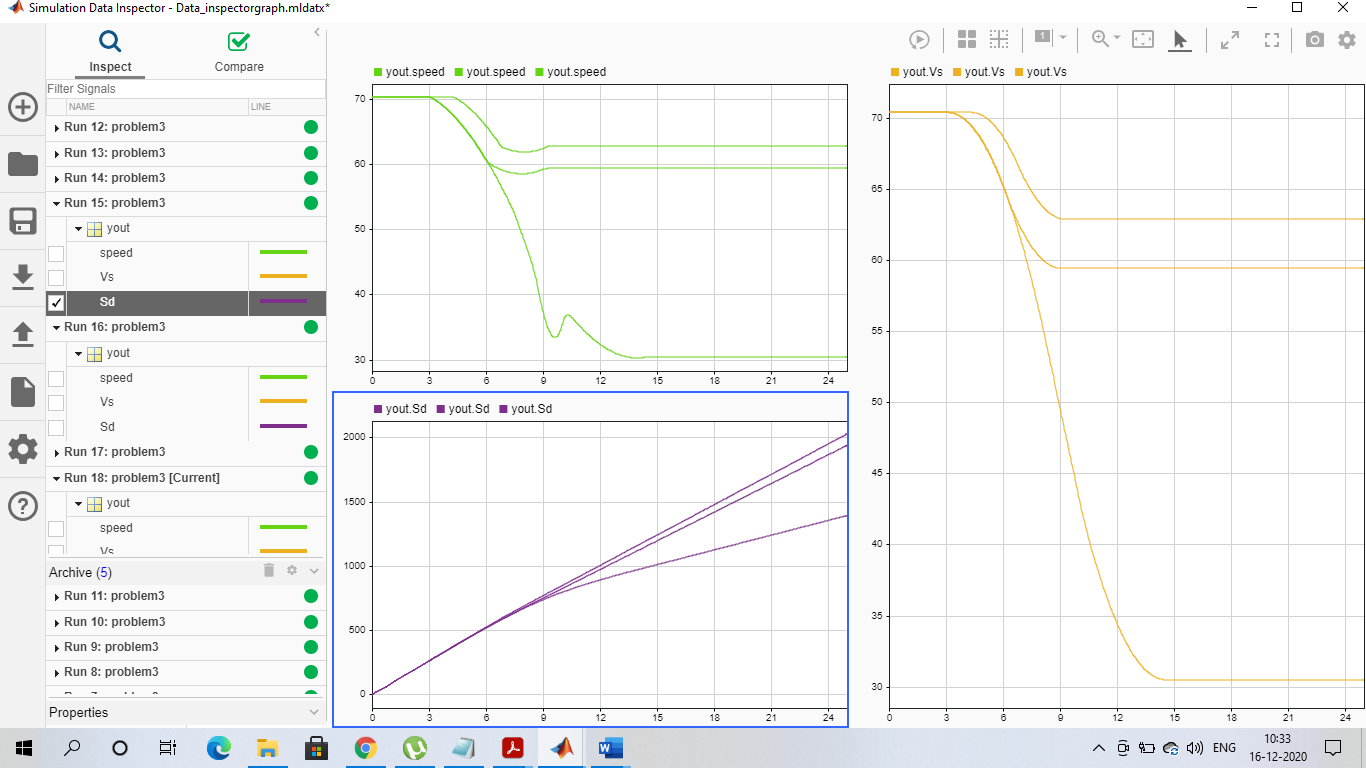 Simulation Data Inspector - Data_inspectorgraph.mldatx*
Inspect
Compare
Filter Signals
NAME LINE
Run 12: problem3
Run 13: problem3
Run 14: problem3
Run 15: problem3
yout
speed
Vs
Sd
Run 16: problem3
yout
speed
Vs
Sd
Run 17: problem3
Run 18: problem3 [Current]
yout
speed
Vs
Archive (5)
Run 11: problem3
Run 10: problem3
Run 9: problem3
Run 8: problem3
Properties
1
yout.speed yout.speed yout.speed
70
60
50
40
30
0 3 6 9 12 15 18 21 24
yout.Sd yout.Sd yout.Sd
2000
1500
1000
500
0
0 3 6 9 12 15 18 21 24
yout.Vs yout.Vs yout.Vs
70
65
60
55
50
45
40
35
30
0 3 6 9 12 15 18 21 24
ENG
10:33
16-12-2020